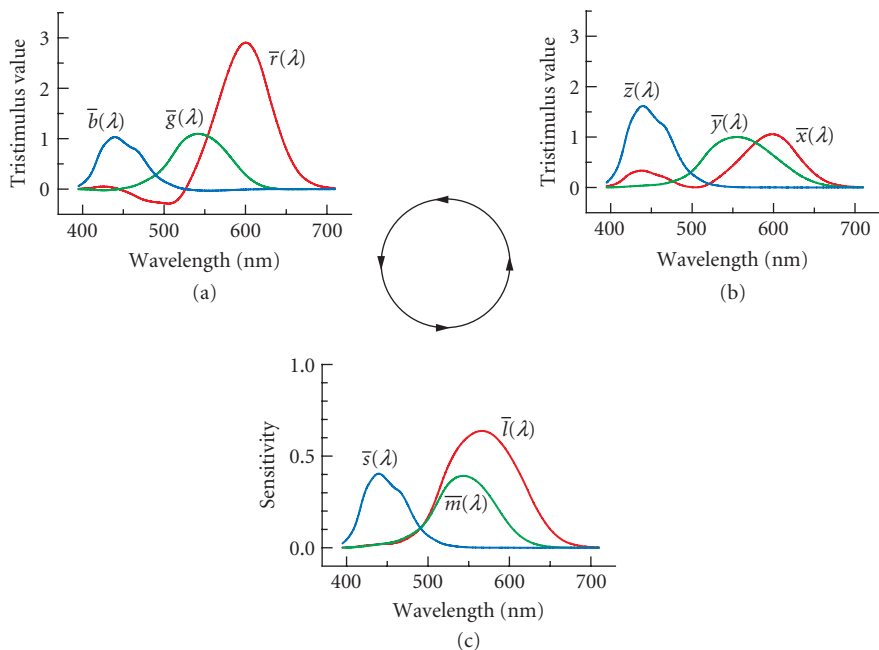 Tristimulus value
3
2
1
0
b̅(λ)
g̅(λ)
r̅(λ)
400 500 600 700
Wavelength (nm)
(a)
Tristimulus value
3
2
1
0
z̅(λ)
y̅(λ)
x̅(λ)
400 500 600 700
Wavelength (nm)
(b)
Sensitivity
1.0
0.5
0.0
s̅(λ)
m̅(λ)
l̅(λ)
400 500 600 700
Wavelength (nm)
(c)